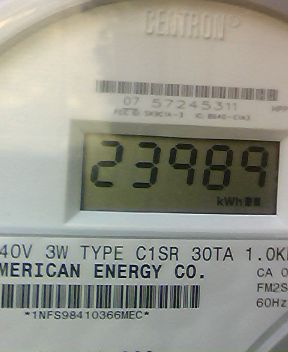 CENTRON®
07 57245311
23989
kWh
40V 3W TYPE C1SR 30TA 1.0K
MERICAN ENERGY CO.
CA 0
FM2S
60Hz
*1NFS98410366MEC*